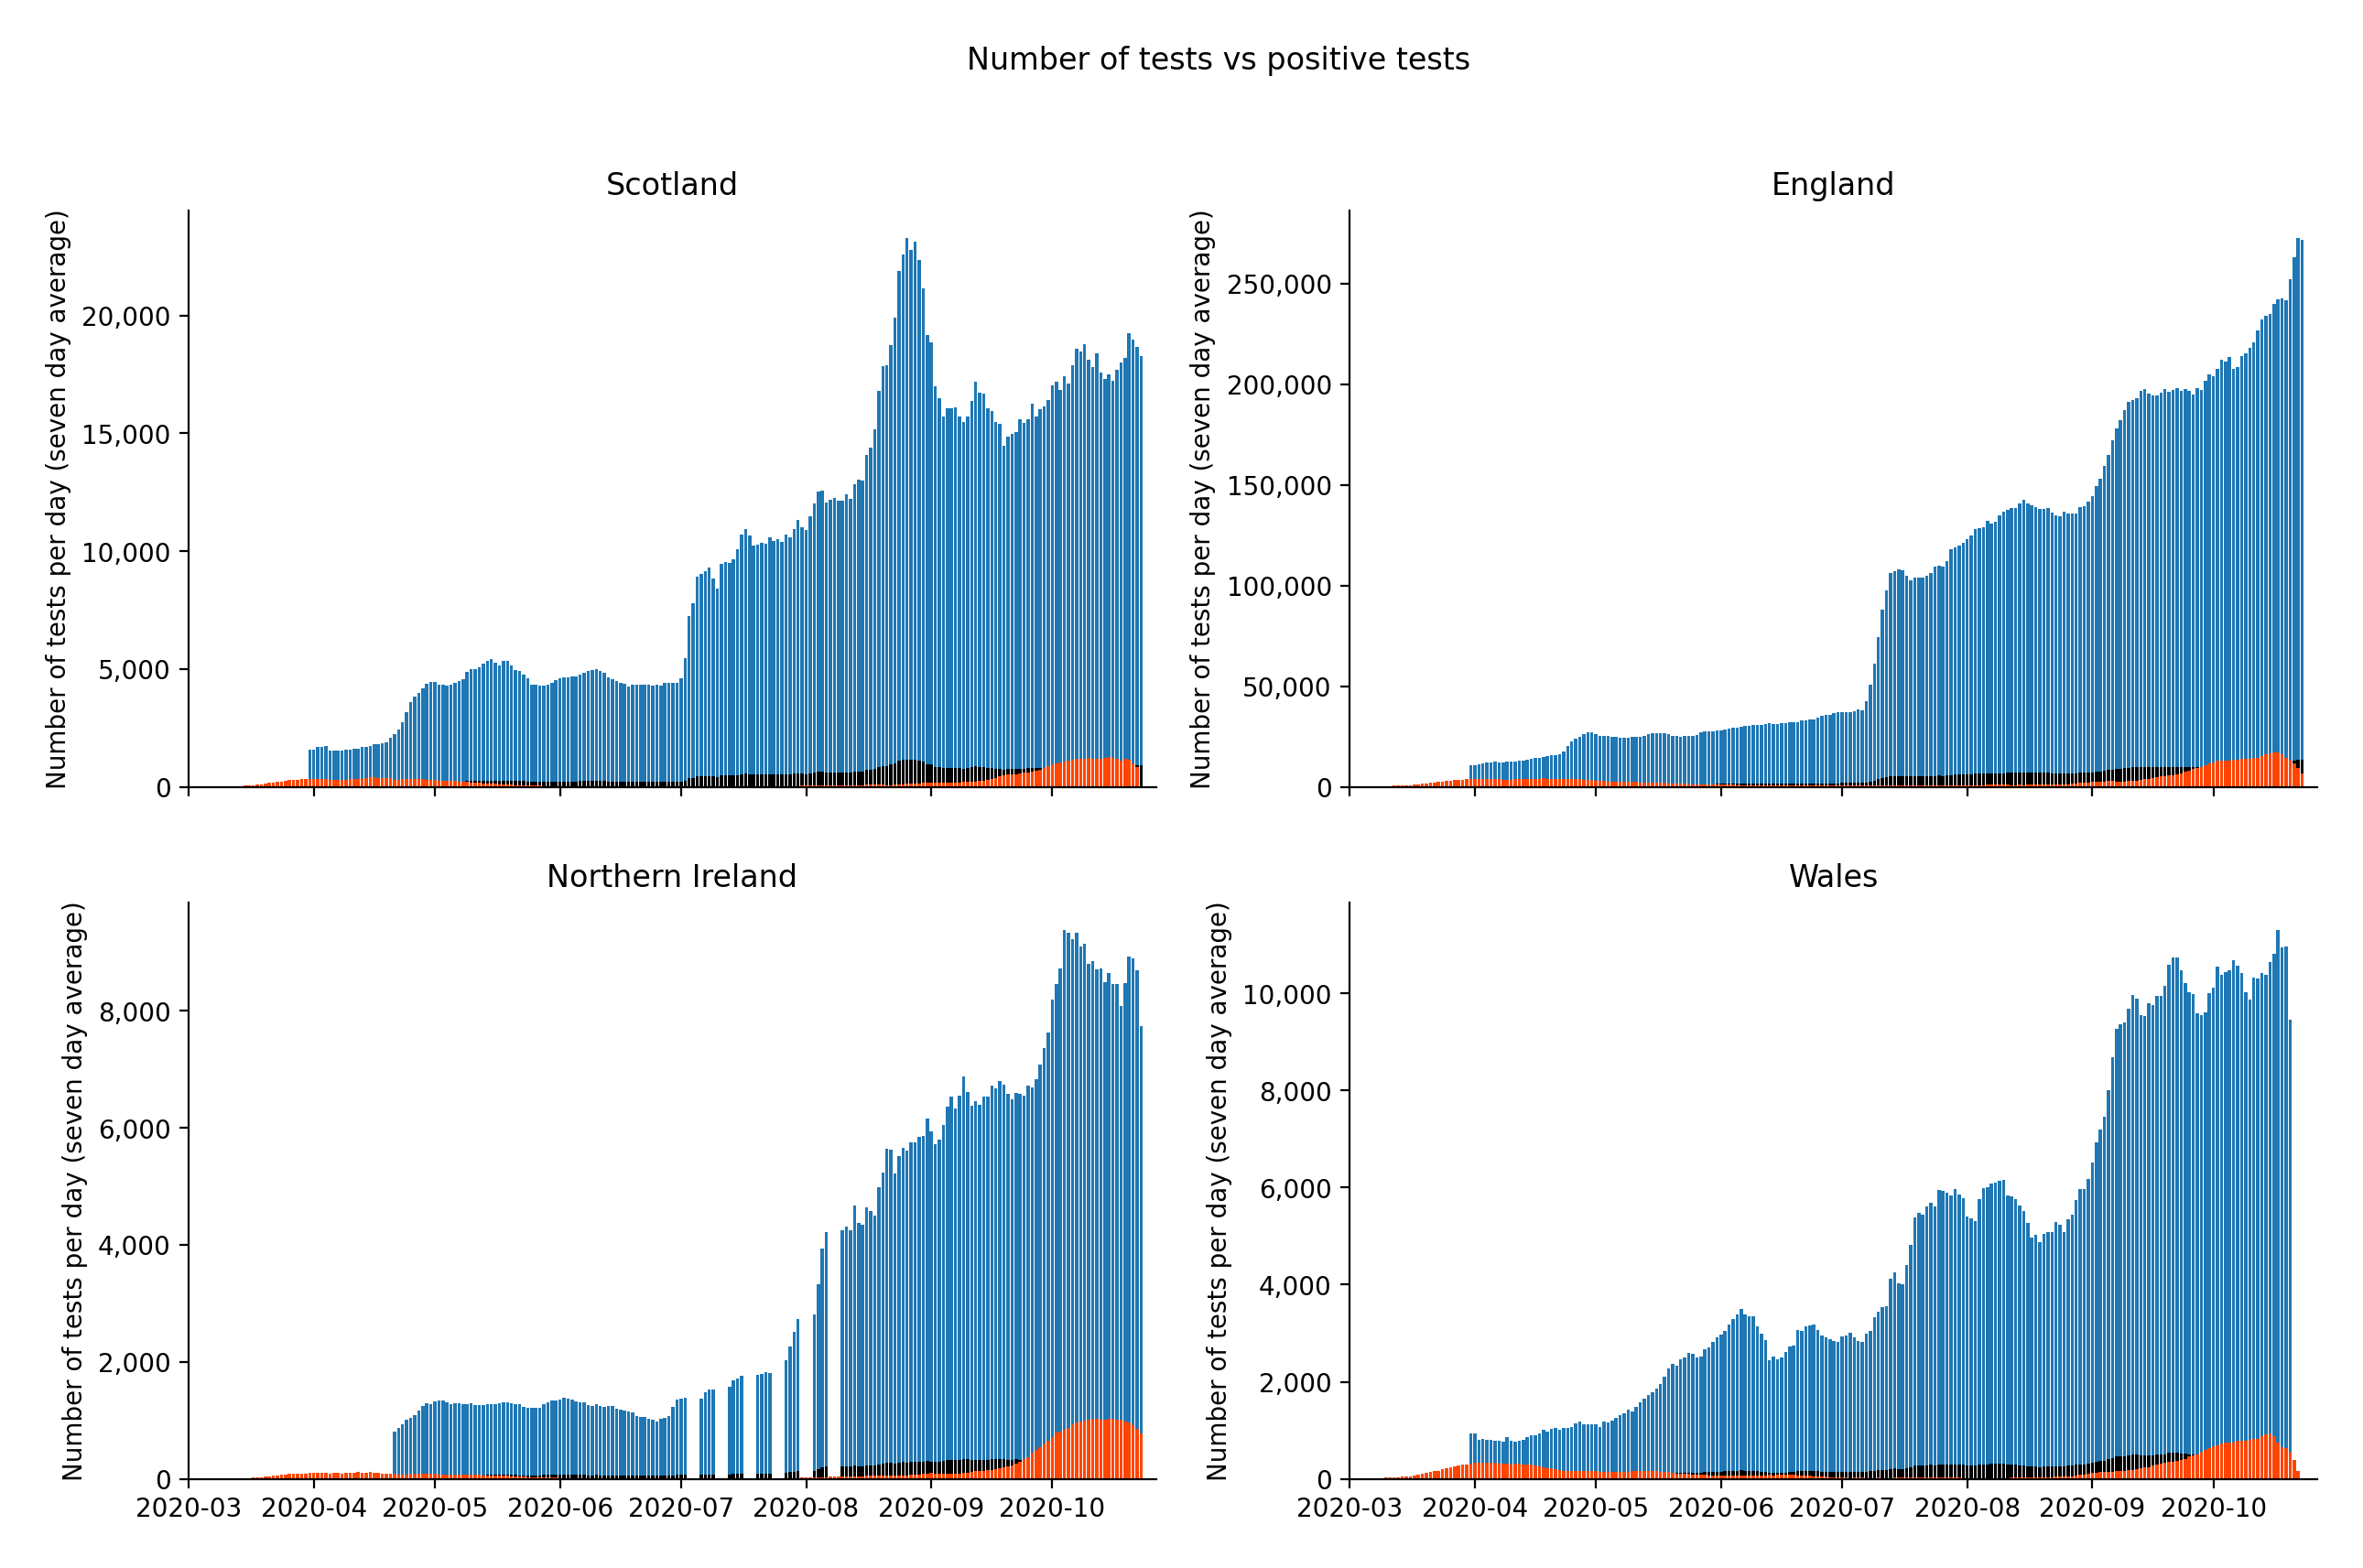 Number of tests vs positive tests
Scotland
Number of tests per day (seven day average)
20,000
15,000
10,000
5,000
0
England
Number of tests per day (seven day average)
250,000
200,000
150,000
100,000
50,000
0
Northern Ireland
Number of tests per day (seven day average)
8,000
6,000
4,000
2,000
0
2020-03 2020-04 2020-05 2020-06 2020-07 2020-08 2020-09 2020-10
Wales
Number of tests per day (seven day average)
10,000
8,000
6,000
4,000
2,000
0
2020-03 2020-04 2020-05 2020-06 2020-07 2020-08 2020-09 2020-10